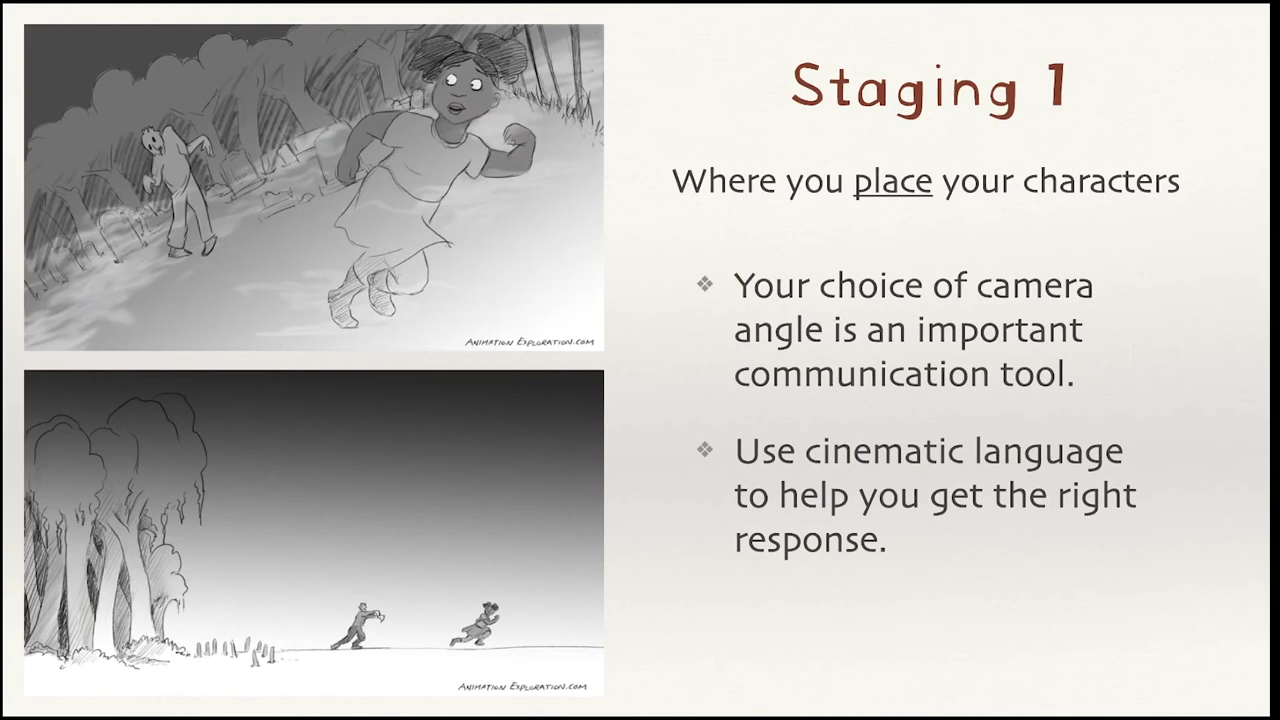 Staging 1
Where you place your characters
❖ Your choice of camera
angle is an important
communication tool.
❖ Use cinematic language
to help you get the right
response.
ANIMATION EXPLORATION.COM
ANIMATION EXPLORATION.COM